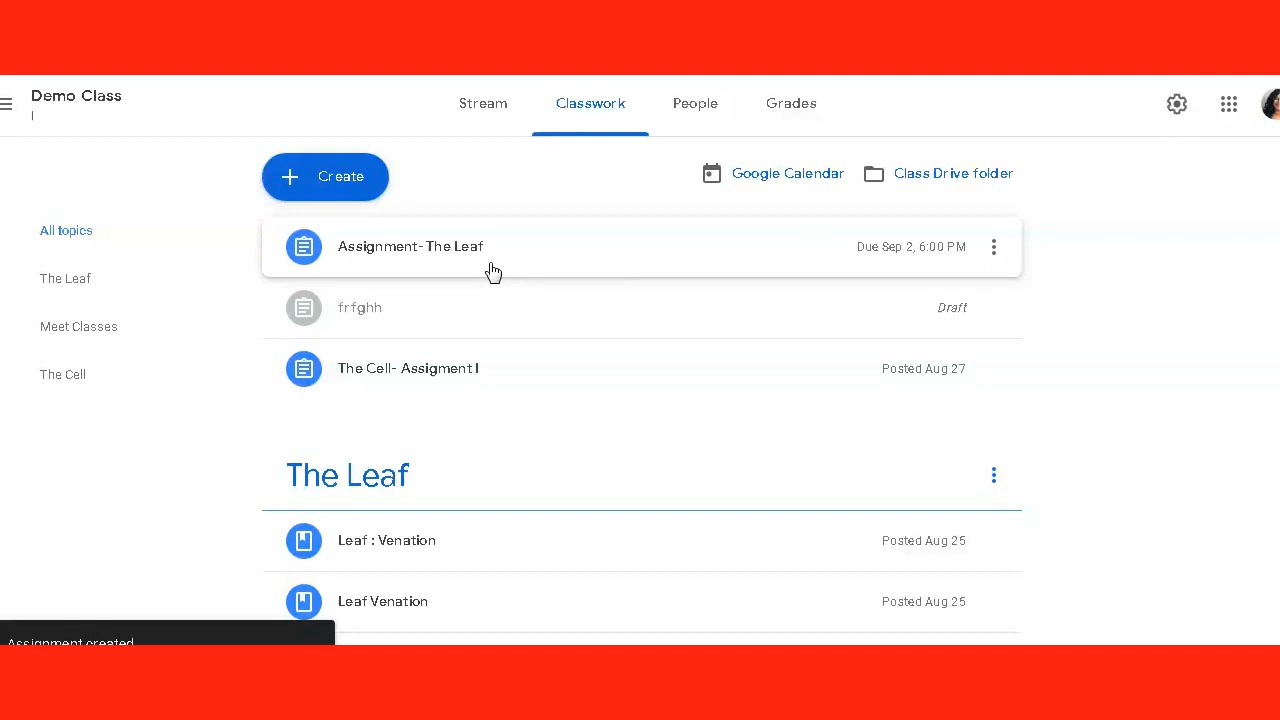 Demo Class
I
Stream
Classwork
People
Grades
Create
Google Calendar
Class Drive folder
All topics
The Leaf
Meet Classes
The Cell
Assignment- The Leaf
Due Sep 2, 6:00 PM
frfghh
Draft
The Cell- Assigment I
Posted Aug 27
The Leaf
Leaf : Venation
Posted Aug 25
Leaf Venation
Posted Aug 25
Assignment created